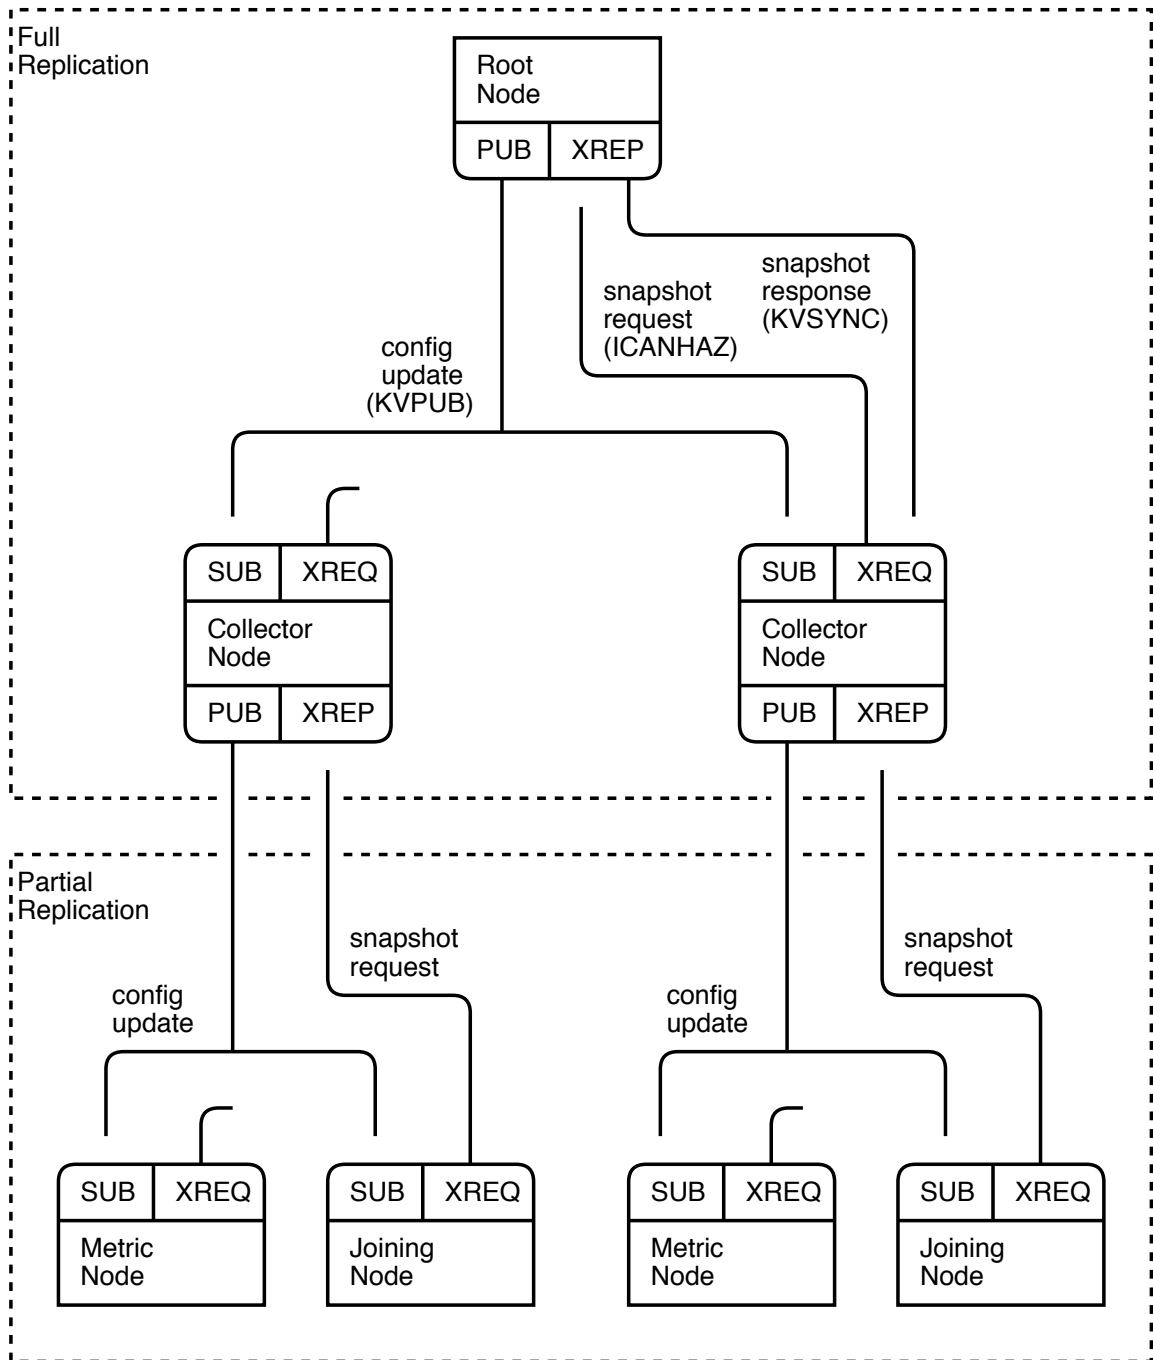 Full
Replication
Root
Node
PUB XREP
snapshot
response
(KVSYNC)
snapshot
request
(ICANHAZ)
config
update
(KVPUB)
SUB XREQ
Collector
Node
PUB XREP
SUB XREQ
Collector
Node
PUB XREP
Partial
Replication
snapshot
request
config
update
snapshot
request
config
update
SUB XREQ
Metric
Node
SUB XREQ
Joining
Node
SUB XREQ
Metric
Node
SUB XREQ
Joining
Node